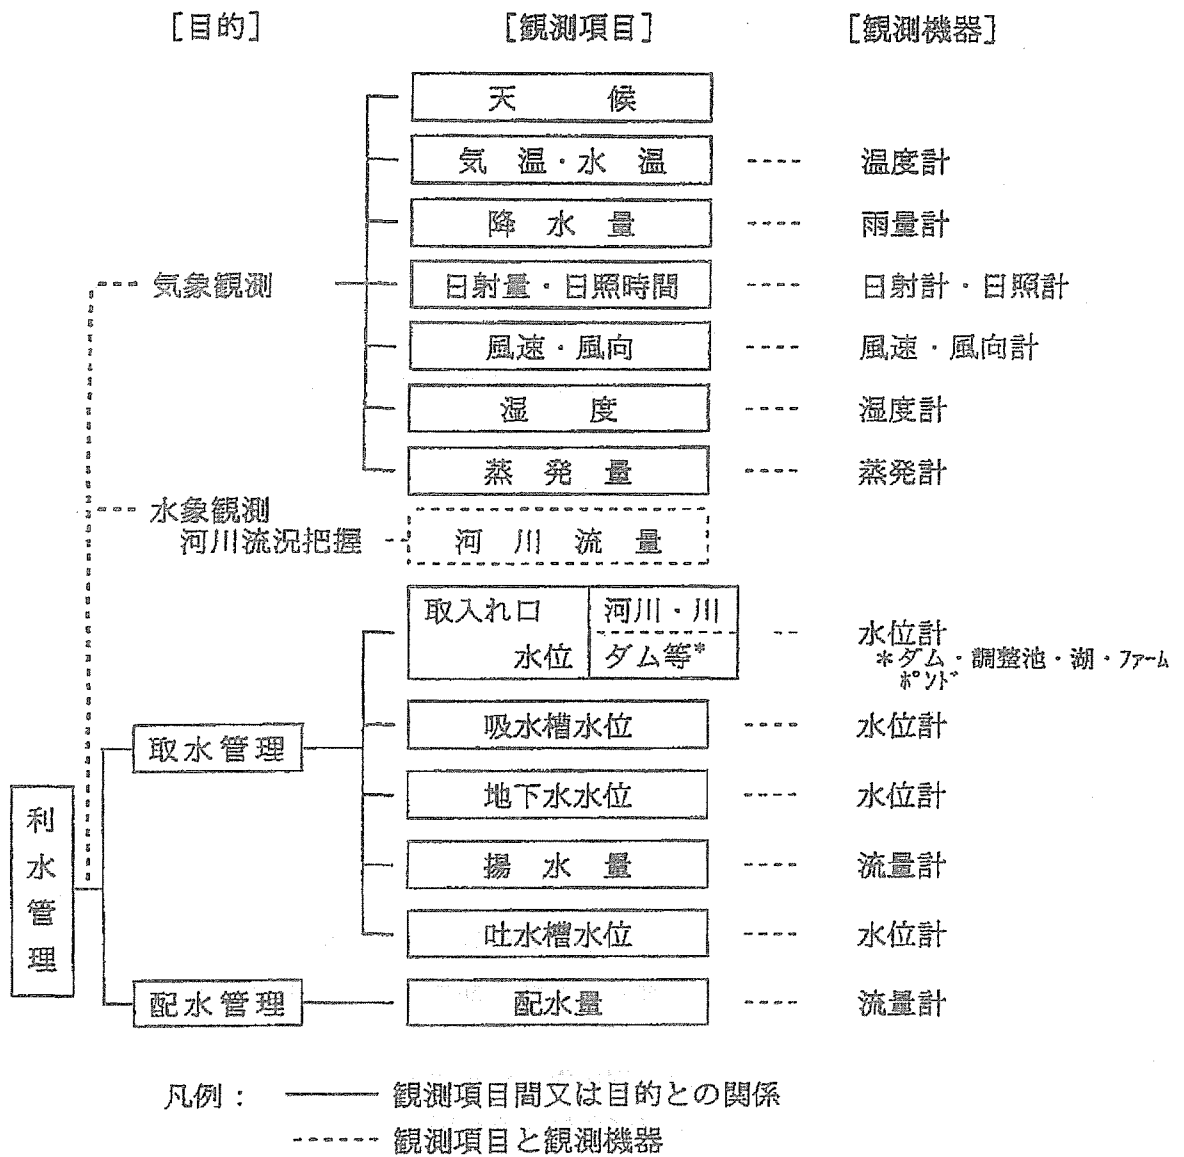 ［目的］　［観測項目］　［観測機器］
天候
気温・水温　温度計
降水量　雨量計
気象観測　日射量・日照時間　日射計・日照計
風速・風向　風速・風向計
湿度　湿度計
蒸発量　蒸発計
水象観測
河川流況把握　河川流量
取入れ口　河川・川
水位　ダム等*　水位計
*ダム・調整池・湖・ﾌｧｰﾑ
ﾎﾟﾝﾄﾞ
吸水槽水位　水位計
取水管理
地下水水位　水位計
利水管理
揚水量　流量計
吐水槽水位　水位計
配水管理　配水量　流量計
凡例：　観測項目間又は目的との関係
観測項目と観測機器